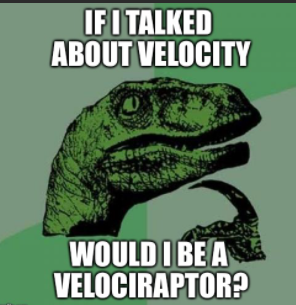 IF I TALKED
ABOUT VELOCITY
WOULD I BE A
VELOCIRAPTOR?